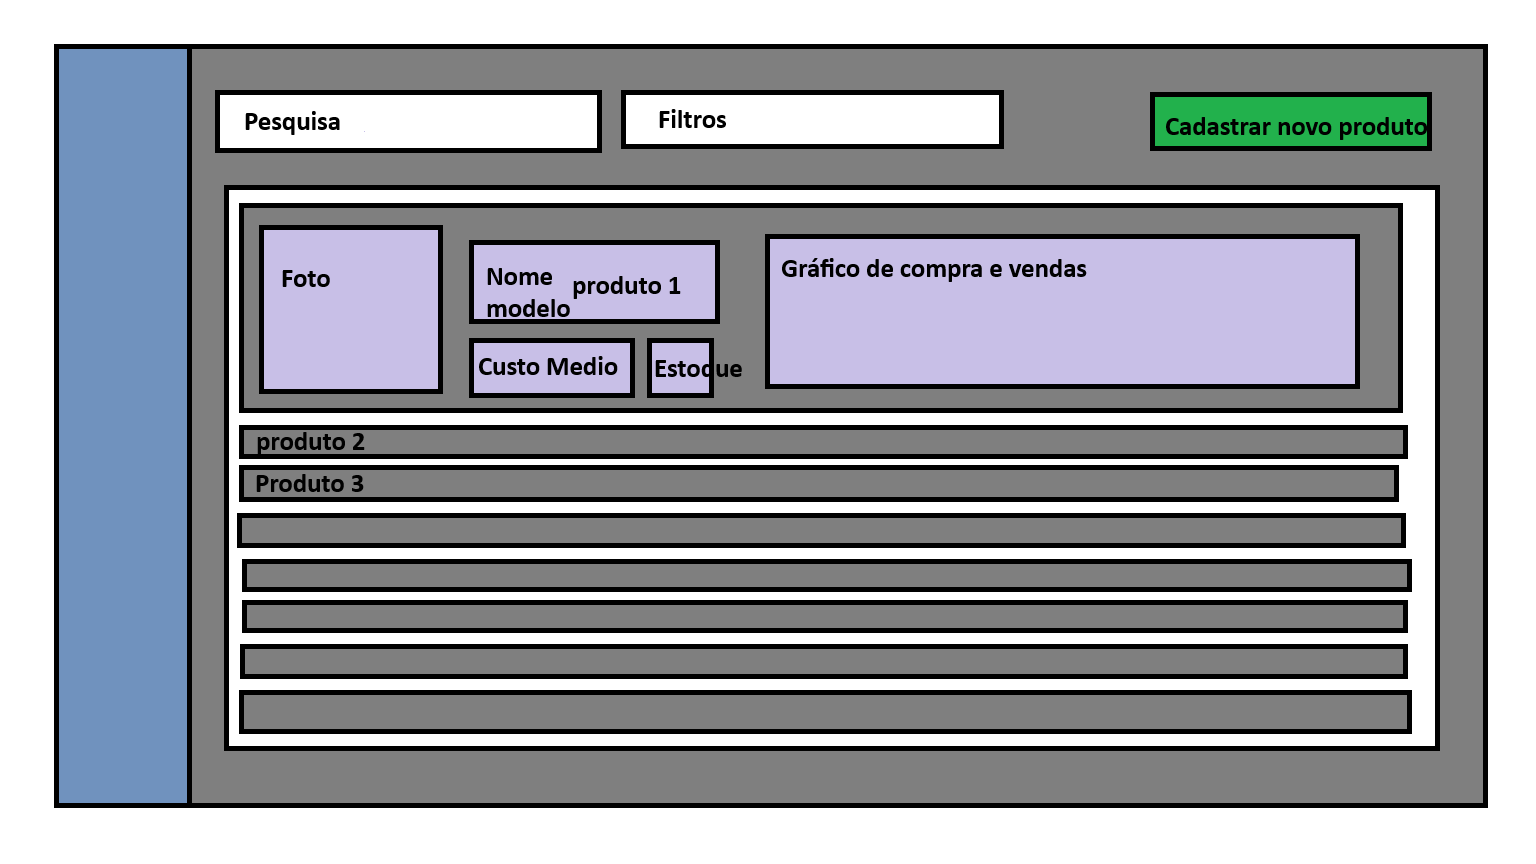 Pesquisa
Filtros
Cadastrar novo produto
Foto
Nome produto 1
modelo
Custo Medio
Estoque
Gráfico de compra e vendas
produto 2
Produto 3